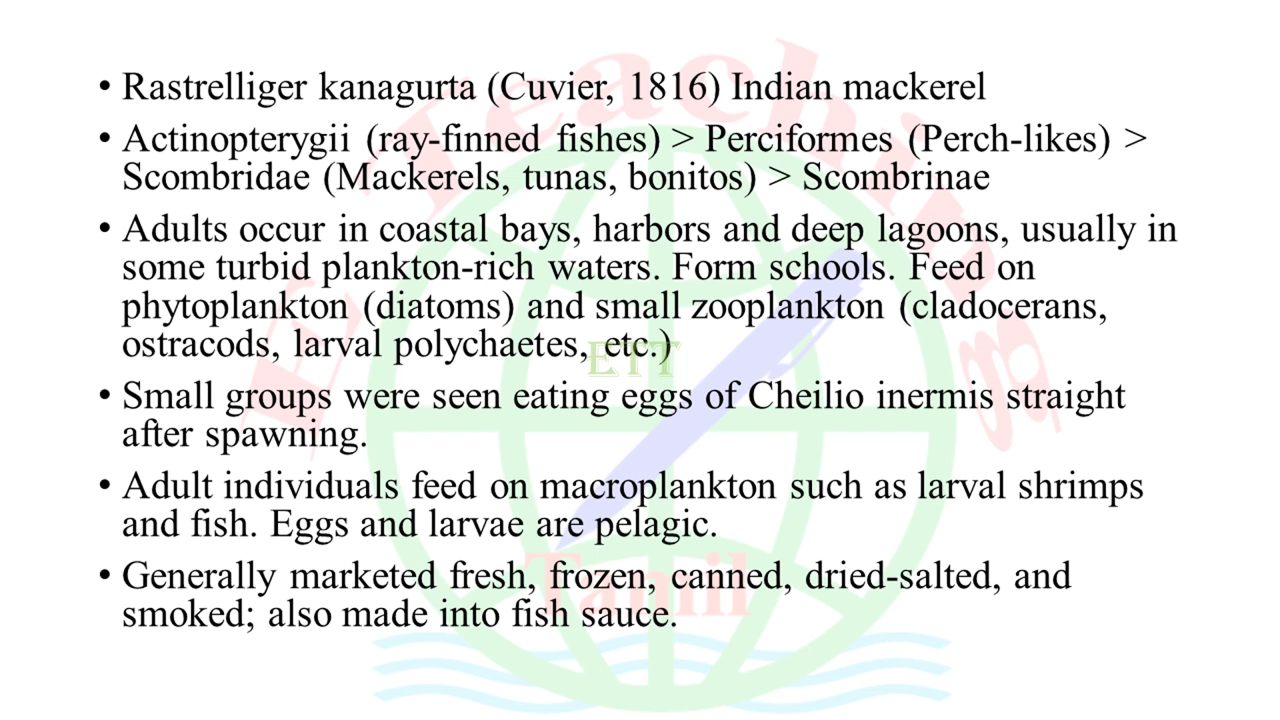 • Rastrelliger kanagurta (Cuvier, 1816) Indian mackerel
• Actinopterygii (ray-finned fishes) > Perciformes (Perch-likes) >
Scombridae (Mackerels, tunas, bonitos) > Scombrinae
• Adults occur in coastal bays, harbors and deep lagoons, usually in
some turbid plankton-rich waters. Form schools. Feed on
phytoplankton (diatoms) and small zooplankton (cladocerans,
ostracods, larval polychaetes, etc.)
• Small groups were seen eating eggs of Cheilio inermis straight
after spawning.
• Adult individuals feed on macroplankton such as larval shrimps
and fish. Eggs and larvae are pelagic.
• Generally marketed fresh, frozen, canned, dried-salted, and
smoked; also made into fish sauce.
Teaching
ETT
Tamil